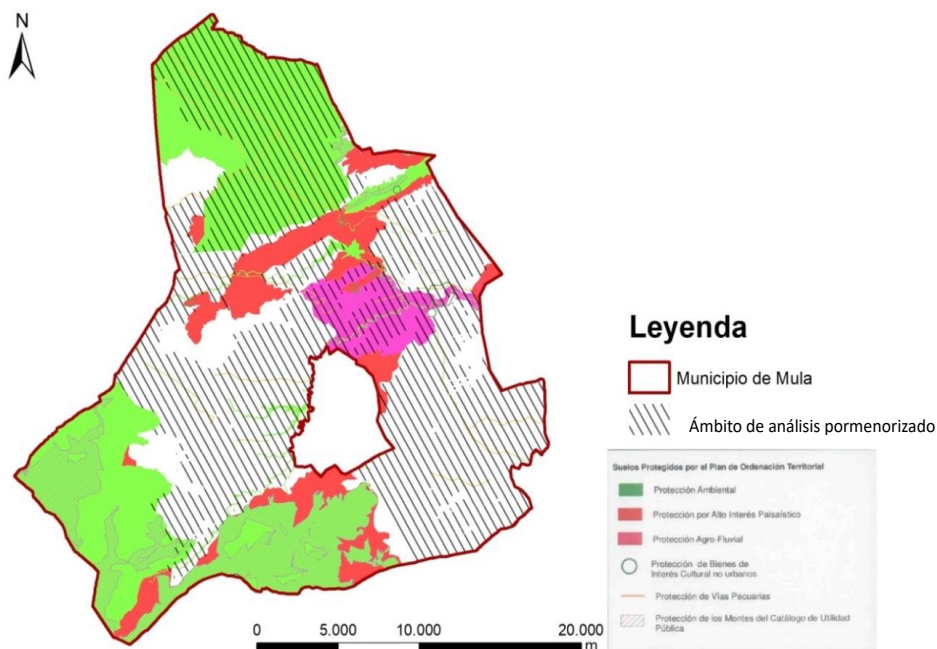 N
Leyenda
Municipio de Mula
Ámbito de análisis pormenorizado
Suelos Protegidos por el Plan de Ordenación Territorial
Protección Ambiental
Protección por Alto Interés Paisaístico
Protección Agro-Fluvial
Protección de Bienes de
Interés Cultural no urbanos
Protección de Vías Pecuarias
Protección de los Montes del Catálogo de Utilidad
Pública
0 5.000 10.000 20.000
m